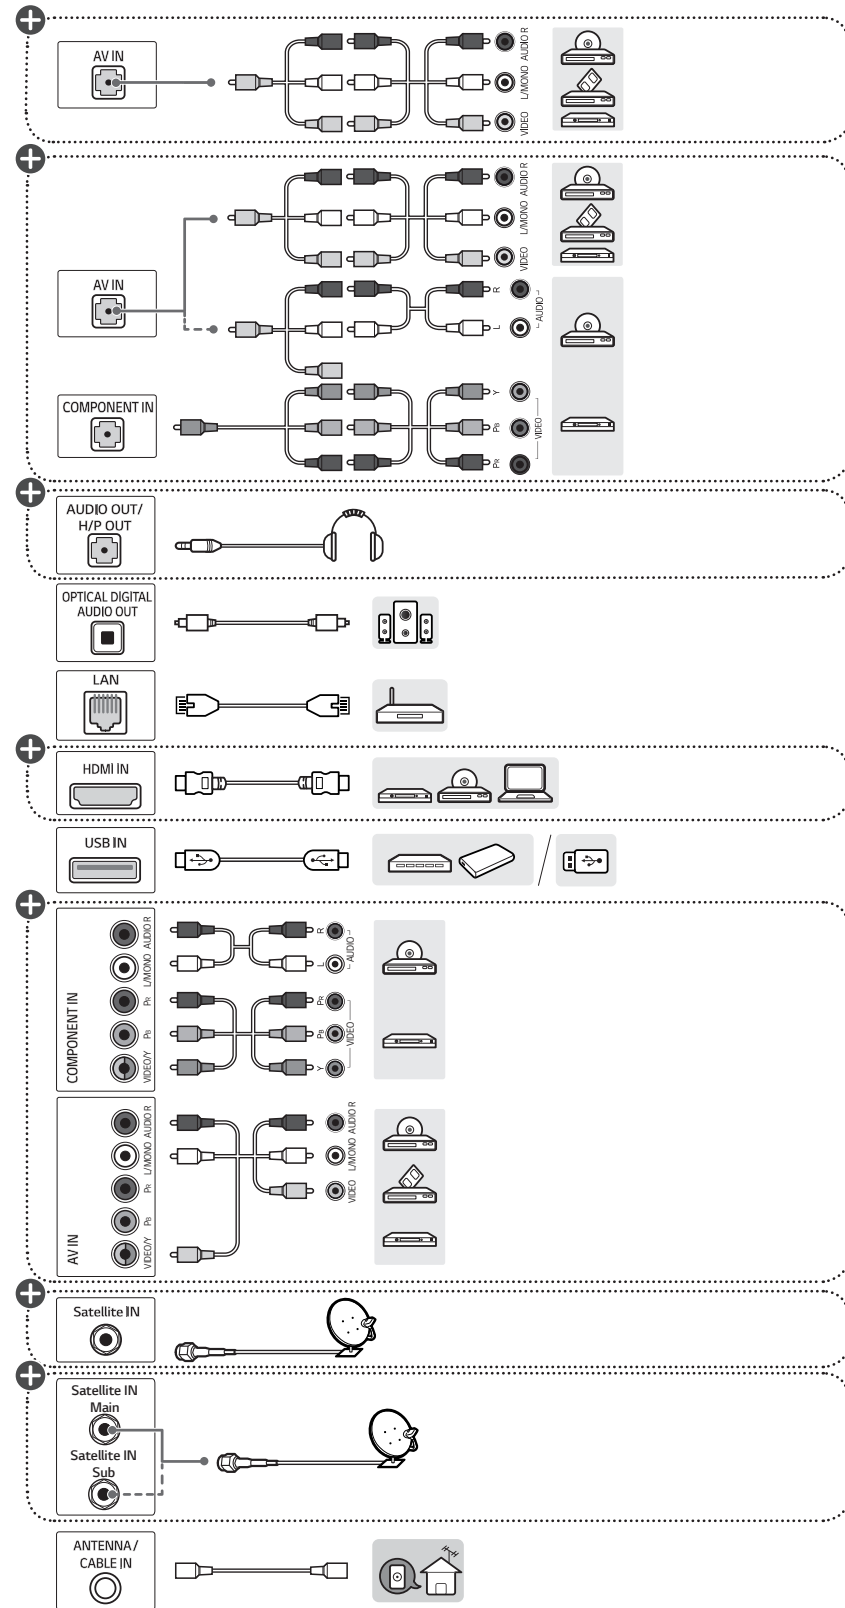 AV IN
AUDIO R
L/MONO
VIDEO
AUDIO R
L/MONO
VIDEO
AV IN
R
L
AUDIO
COMPONENT IN
Y
PB
PR
VIDEO
AUDIO OUT/
H/P OUT
OPTICAL DIGITAL
AUDIO OUT
LAN
HDMI IN
USB IN
COMPONENT IN
AUDIO R
L/MONO
PR
PB
VIDEO/Y
R
L
AUDIO
PR
PB
Y
VIDEO
AV IN
AUDIO R
L/MONO
PR
PB
VIDEO/Y
AUDIO R
L/MONO
VIDEO
Satellite IN
Satellite IN
Main
Satellite IN
Sub
ANTENNA /
CABLE IN